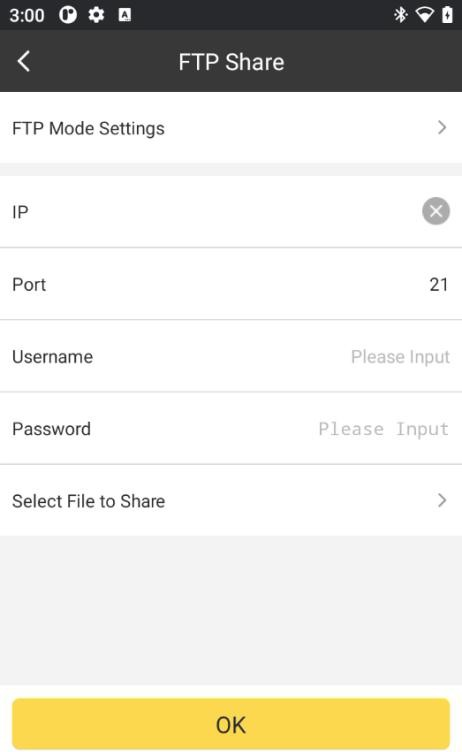 3:00
FTP Share
FTP Mode Settings
IP
Port 21
Username Please Input
Password Please Input
Select File to Share
OK